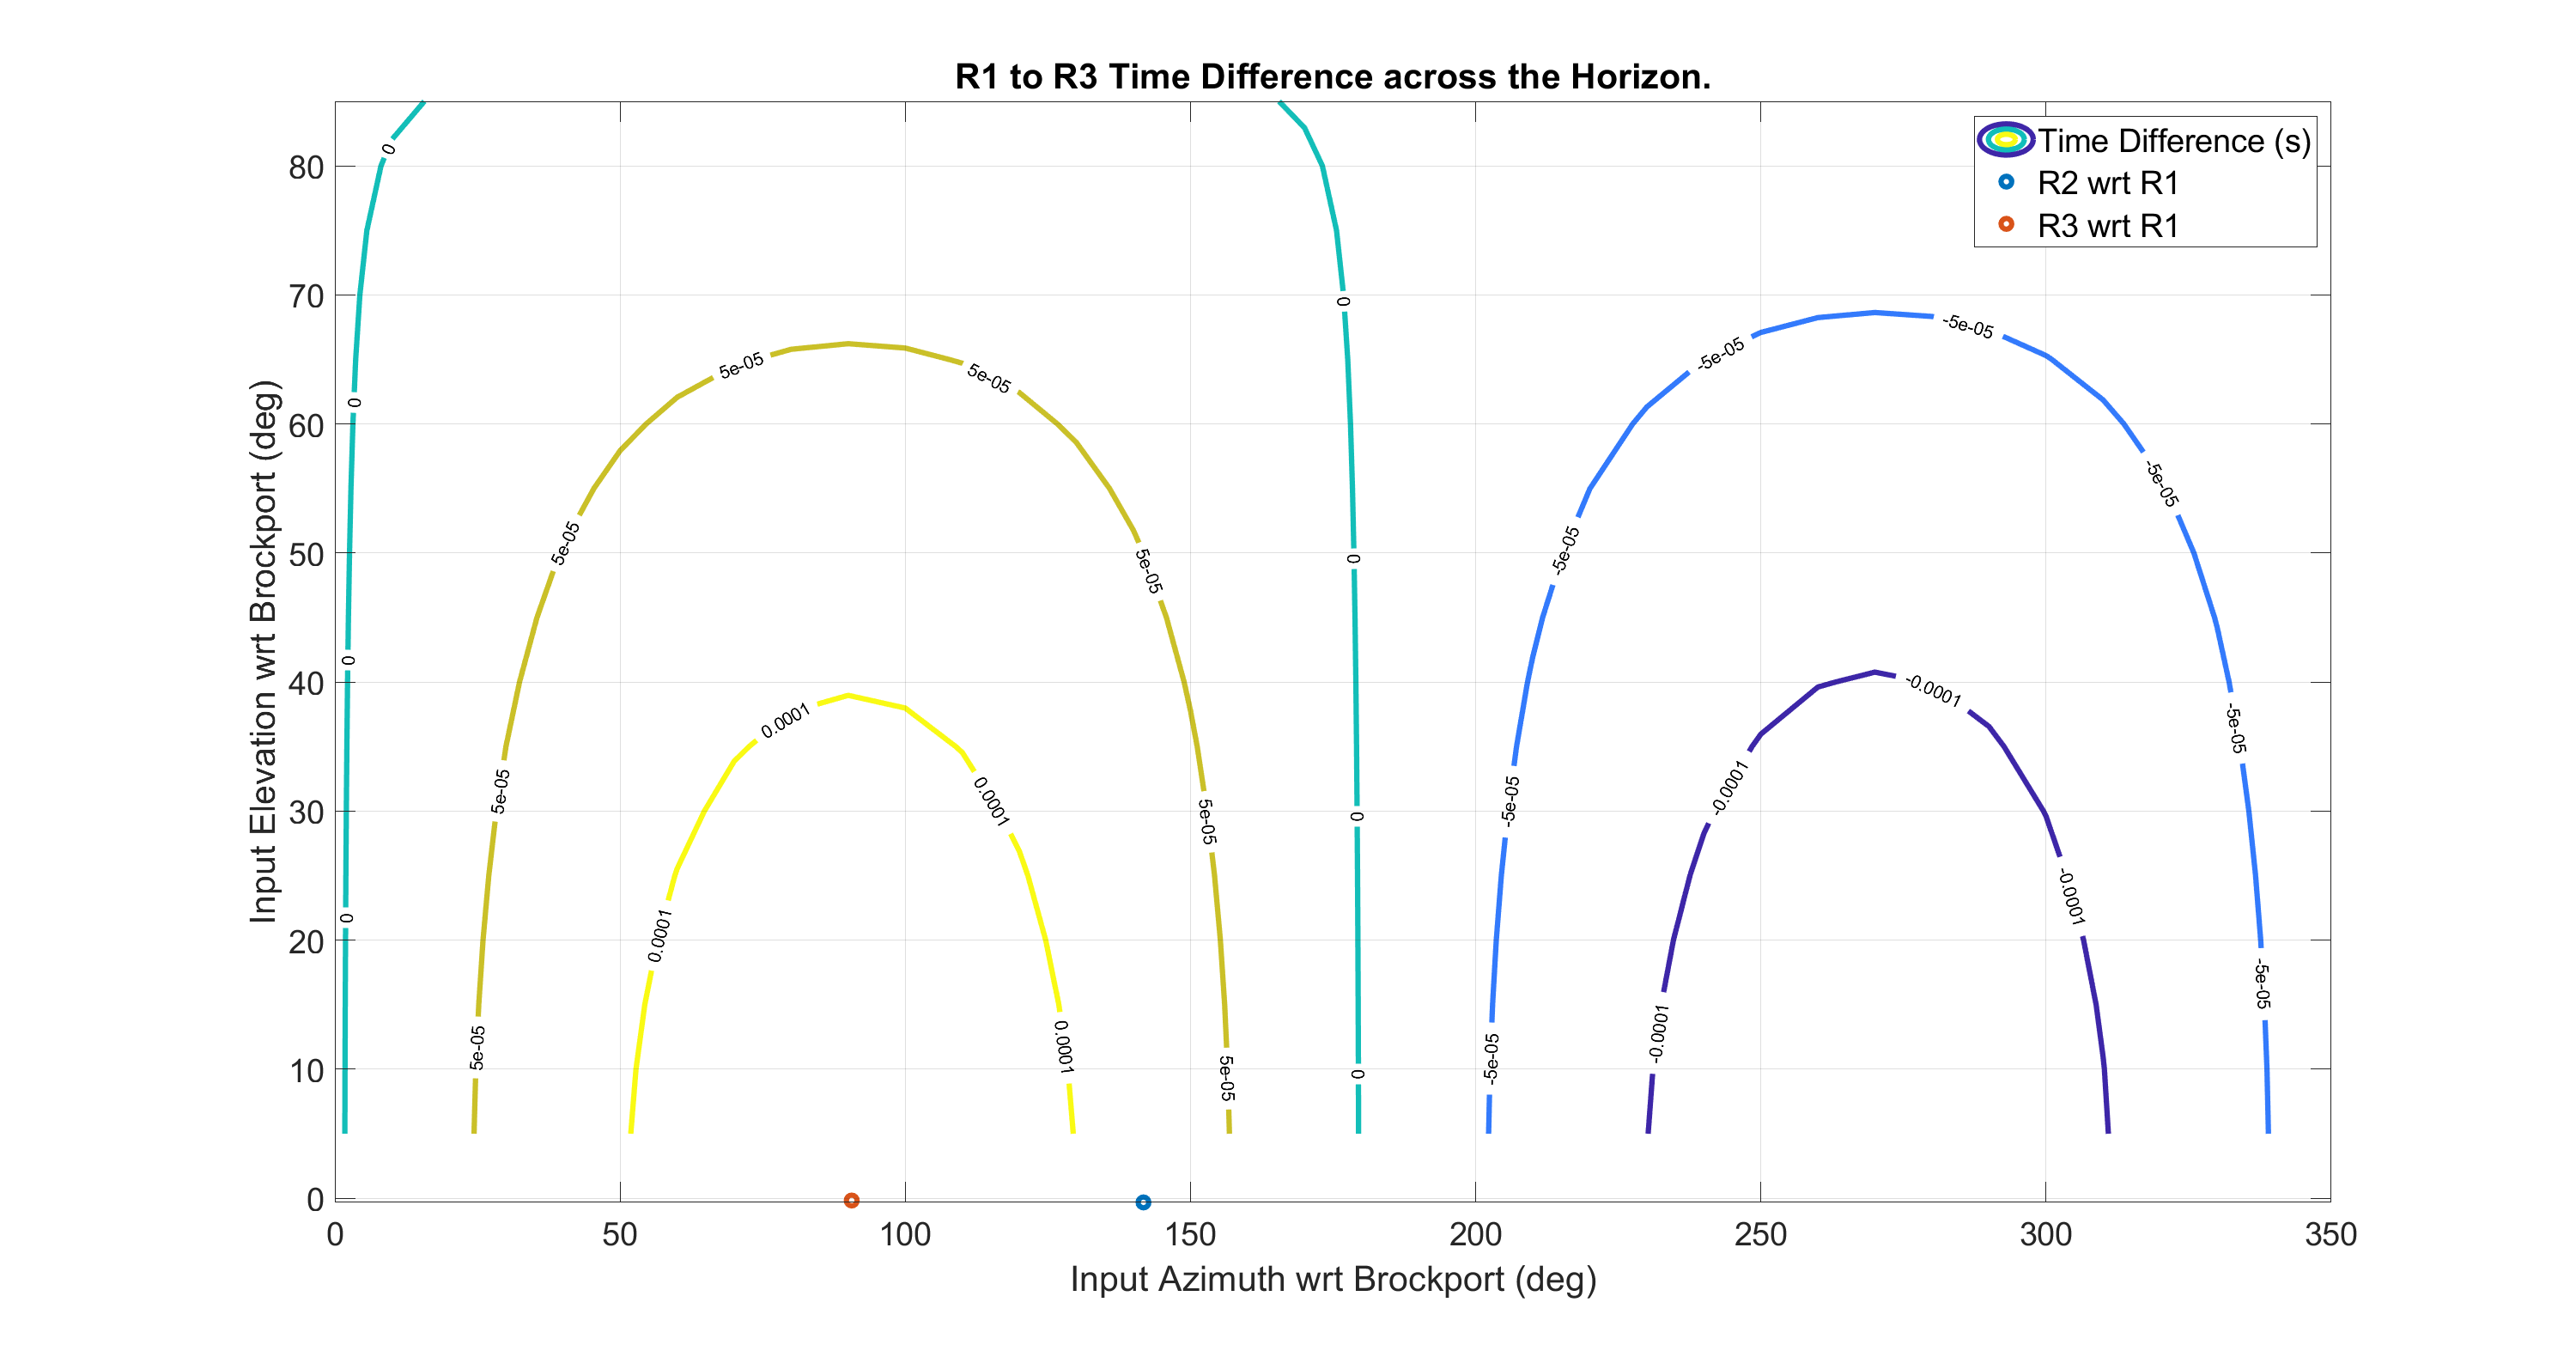 R1 to R3 Time Difference across the Horizon.
Time Difference (s)
R2 wrt R1
R3 wrt R1
Input Elevation wrt Brockport (deg)
80
70
60
50
40
30
20
10
0
0
0
0
0
0
0
0
0
5e-05
5e-05
5e-05
5e-05
5e-05
5e-05
5e-05
5e-05
0.0001
0.0001
0.0001
0.0001
-5e-05
-5e-05
-5e-05
-5e-05
-5e-05
-5e-05
-5e-05
-5e-05
-0.0001
-0.0001
-0.0001
-0.0001
0 50 100 150 200 250 300 350
Input Azimuth wrt Brockport (deg)